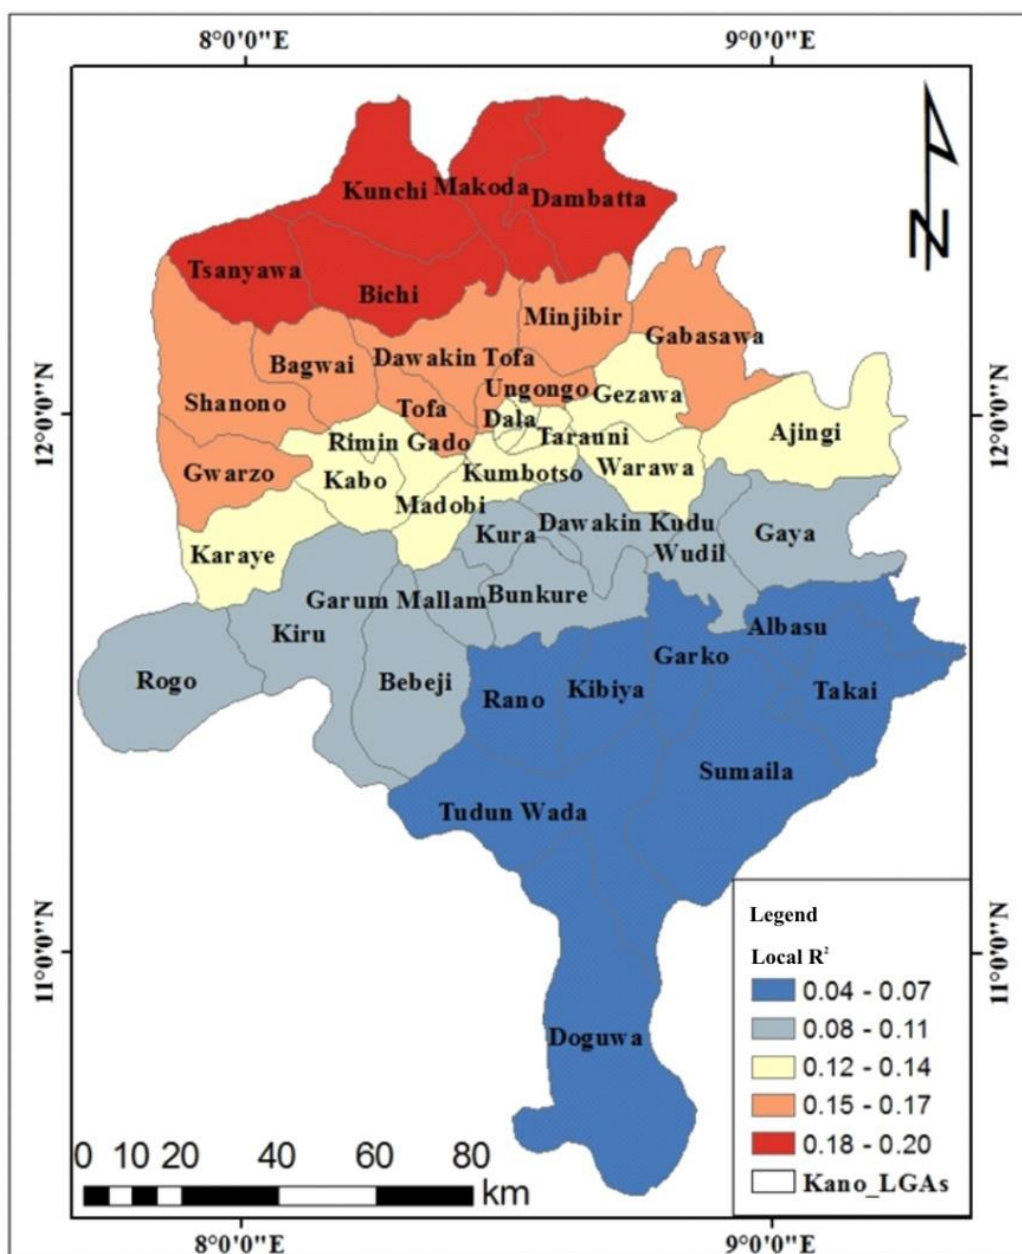 8°0'0"E 9°0'0"E
N
Kunchi Makoda Dambatta
Tsanyawa
Bichi
Minjibir
Gabasawa
Dawakin Tofa
Bagwai
Ungongo Gezawa
Shanono
Tofa
Dala
Tarauni
Ajingi
Rimin Gado
Gwarzo
Kabo
Kumbotso Warawa
Madobi
Karaye
Kura
Dawakin Kudu
Gaya
Wudil
Garum Mallam
Bunkure
Kiru
Albasu
Garko
Rogo
Bebeji
Rano
Kibiya
Takai
Sumaila
Tudun Wada
Doguwa
12°0'0"N
12°0'0"N
11°0'0"N
11°0'0"N
Legend
Local R²
0.04 - 0.07
0.08 - 0.11
0.12 - 0.14
0.15 - 0.17
0.18 - 0.20
Kano_LGAs
0 10 20 40 60 80
km
8°0'0"E 9°0'0"E